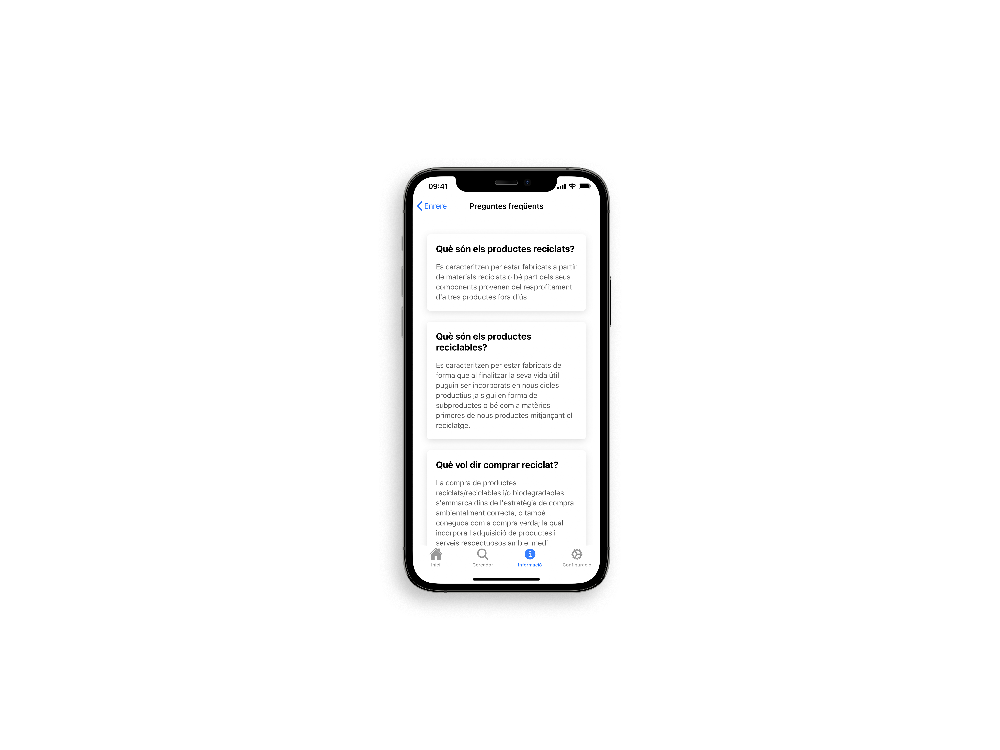 09:41
Enrere
Preguntes freqüents
Què són els productes reciclats?
Es caracteritzen per estar fabricats a partir
de materials reciclats o bé part dels seus
components provenen del reaprofitament
d'altres productes fora d'ús.
Què són els productes
reciclables?
Es caracteritzen per estar fabricats de
forma que al finalitzar la seva vida útil
puguin ser incorporats en nous cicles
productius ja sigui en forma de
subproductes o bé com a matèries
primeres de nous productes mitjançant el
reciclatge.
Què vol dir comprar reciclat?
La compra de productes
reciclats/reciclables i/o biodegradables
s'emmarca dins de l'estratègia de compra
ambientalment correcta, o també
coneguda com a compra verda; la qual
incorpora l'adquisició de productes i
serveis respectuosos amb el medi
Inici
Cercador
Informació
Configuració